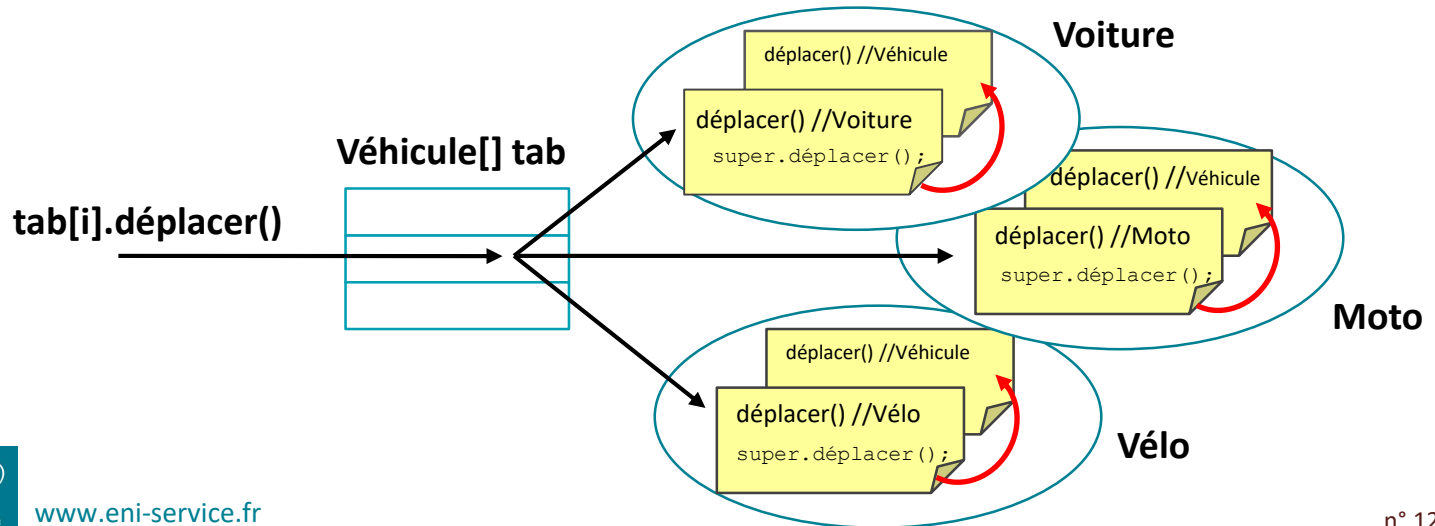 Voiture
déplacer() //Véhicule
déplacer() //Voiture
super.déplacer();
Véhicule[] tab
tab[i].déplacer()
déplacer() //Véhicule
déplacer() //Moto
super.déplacer();
Moto
déplacer() //Véhicule
déplacer() //Vélo
super.déplacer();
Vélo
www.eni-service.fr
n° 12